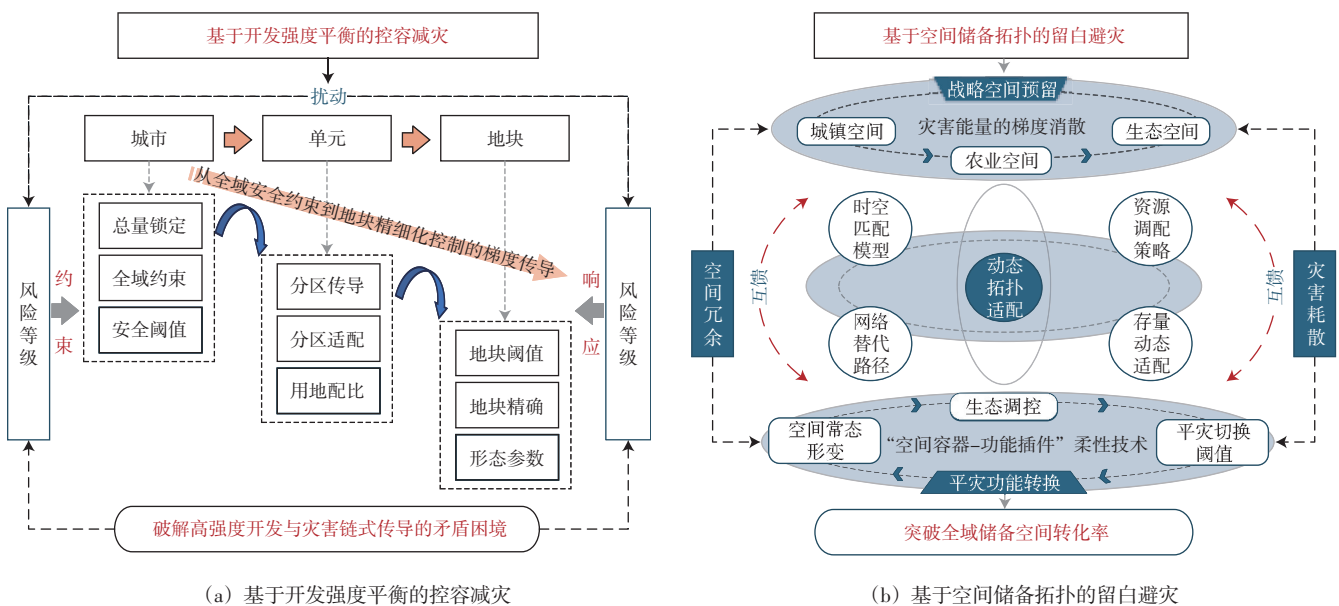 基于开发强度平衡的控容减灾
扰动
城市
单元
地块
从全域安全约束到地块精细化控制的梯度传导
总量锁定
全域约束
安全阈值
分区传导
分区适配
用地配比
地块阈值
地块精确
形态参数
风险等级
约束
响应
风险等级
破解高强度开发与灾害链式传导的矛盾困境
(a) 基于开发强度平衡的控容减灾
基于空间储备拓扑的留白避灾
战略空间预留
城镇空间
灾害能量的梯度消散
生态空间
农业空间
时空
匹配
模型
资源
调配
策略
空间冗余
互馈
动态
拓扑
适配
互馈
灾害耗散
网络
替代
路径
存量
动态
适配
生态调控
空间常态
形变
“空间容器-功能插件”柔性技术
平灾切换
阈值
平灾功能转换
突破全域储备空间转化率
(b) 基于空间储备拓扑的留白避灾